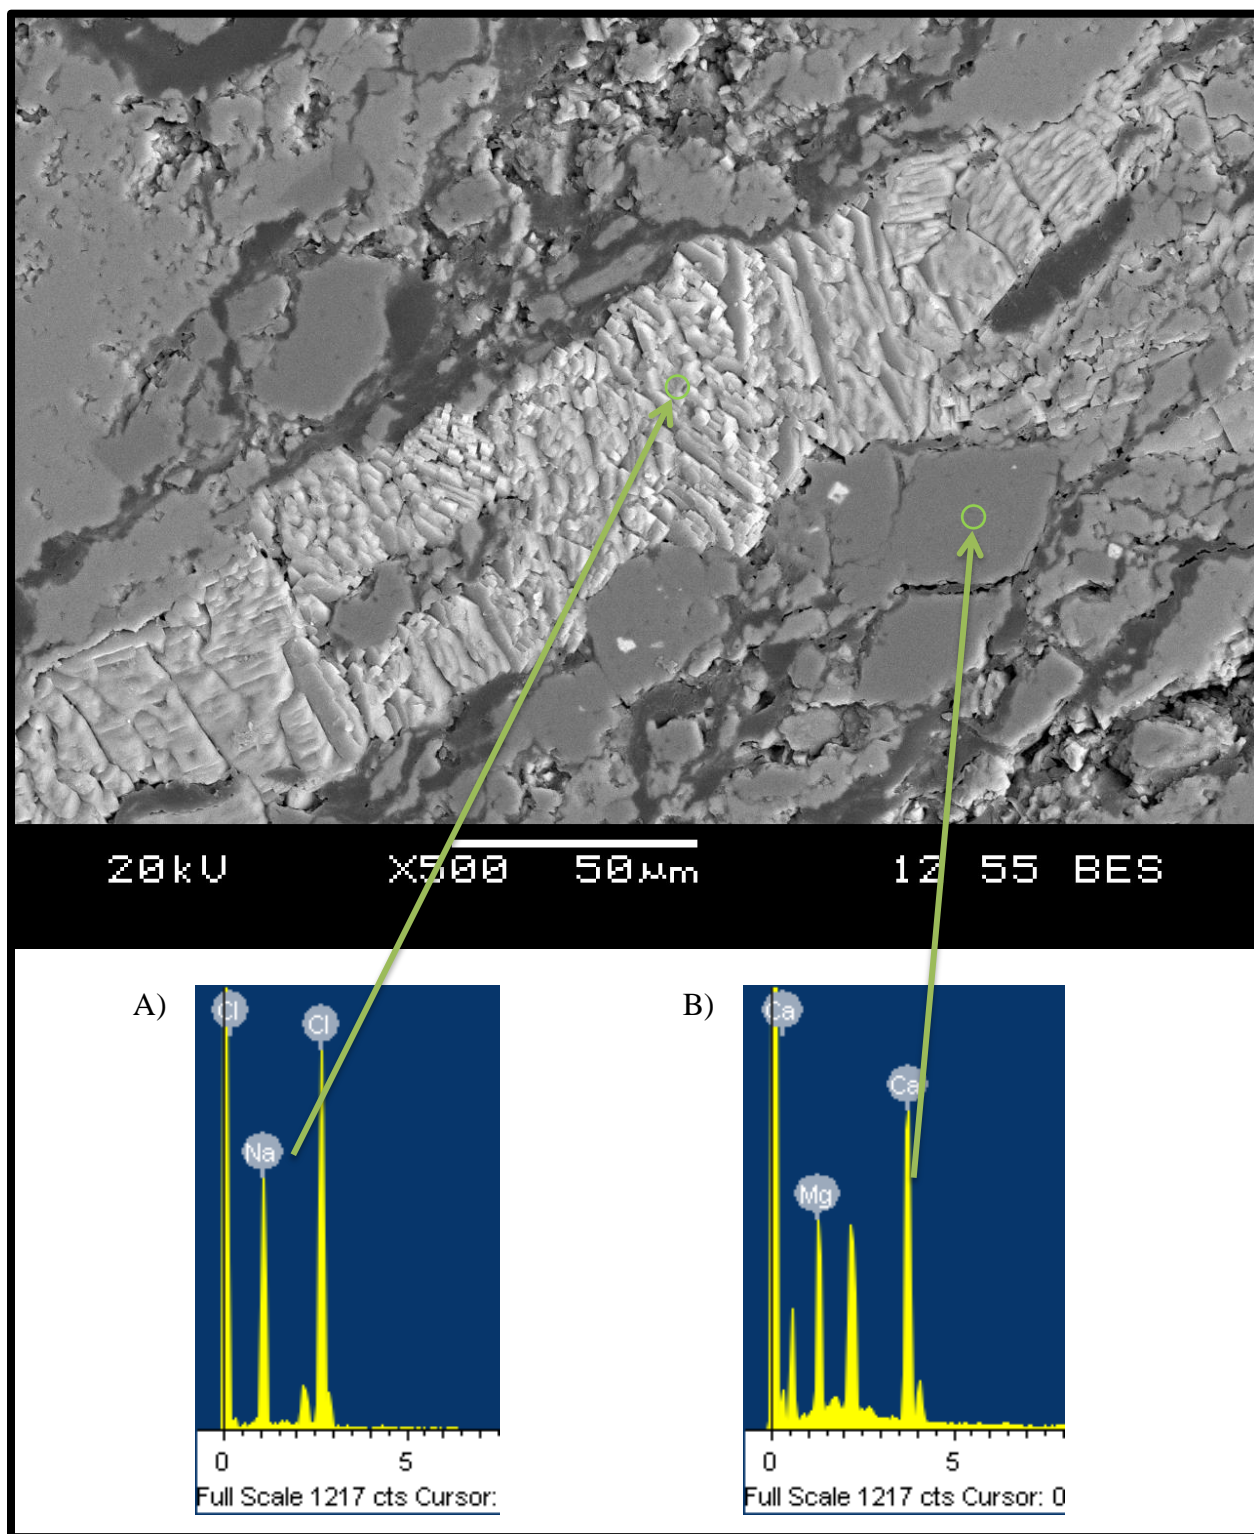 20kV X500 50µm 12 55 BES
A) B)
Cl Cl Na
Ca Ca Mg
0 5
0 5
Full Scale 1217 cts Cursor:
Full Scale 1217 cts Cursor: 0